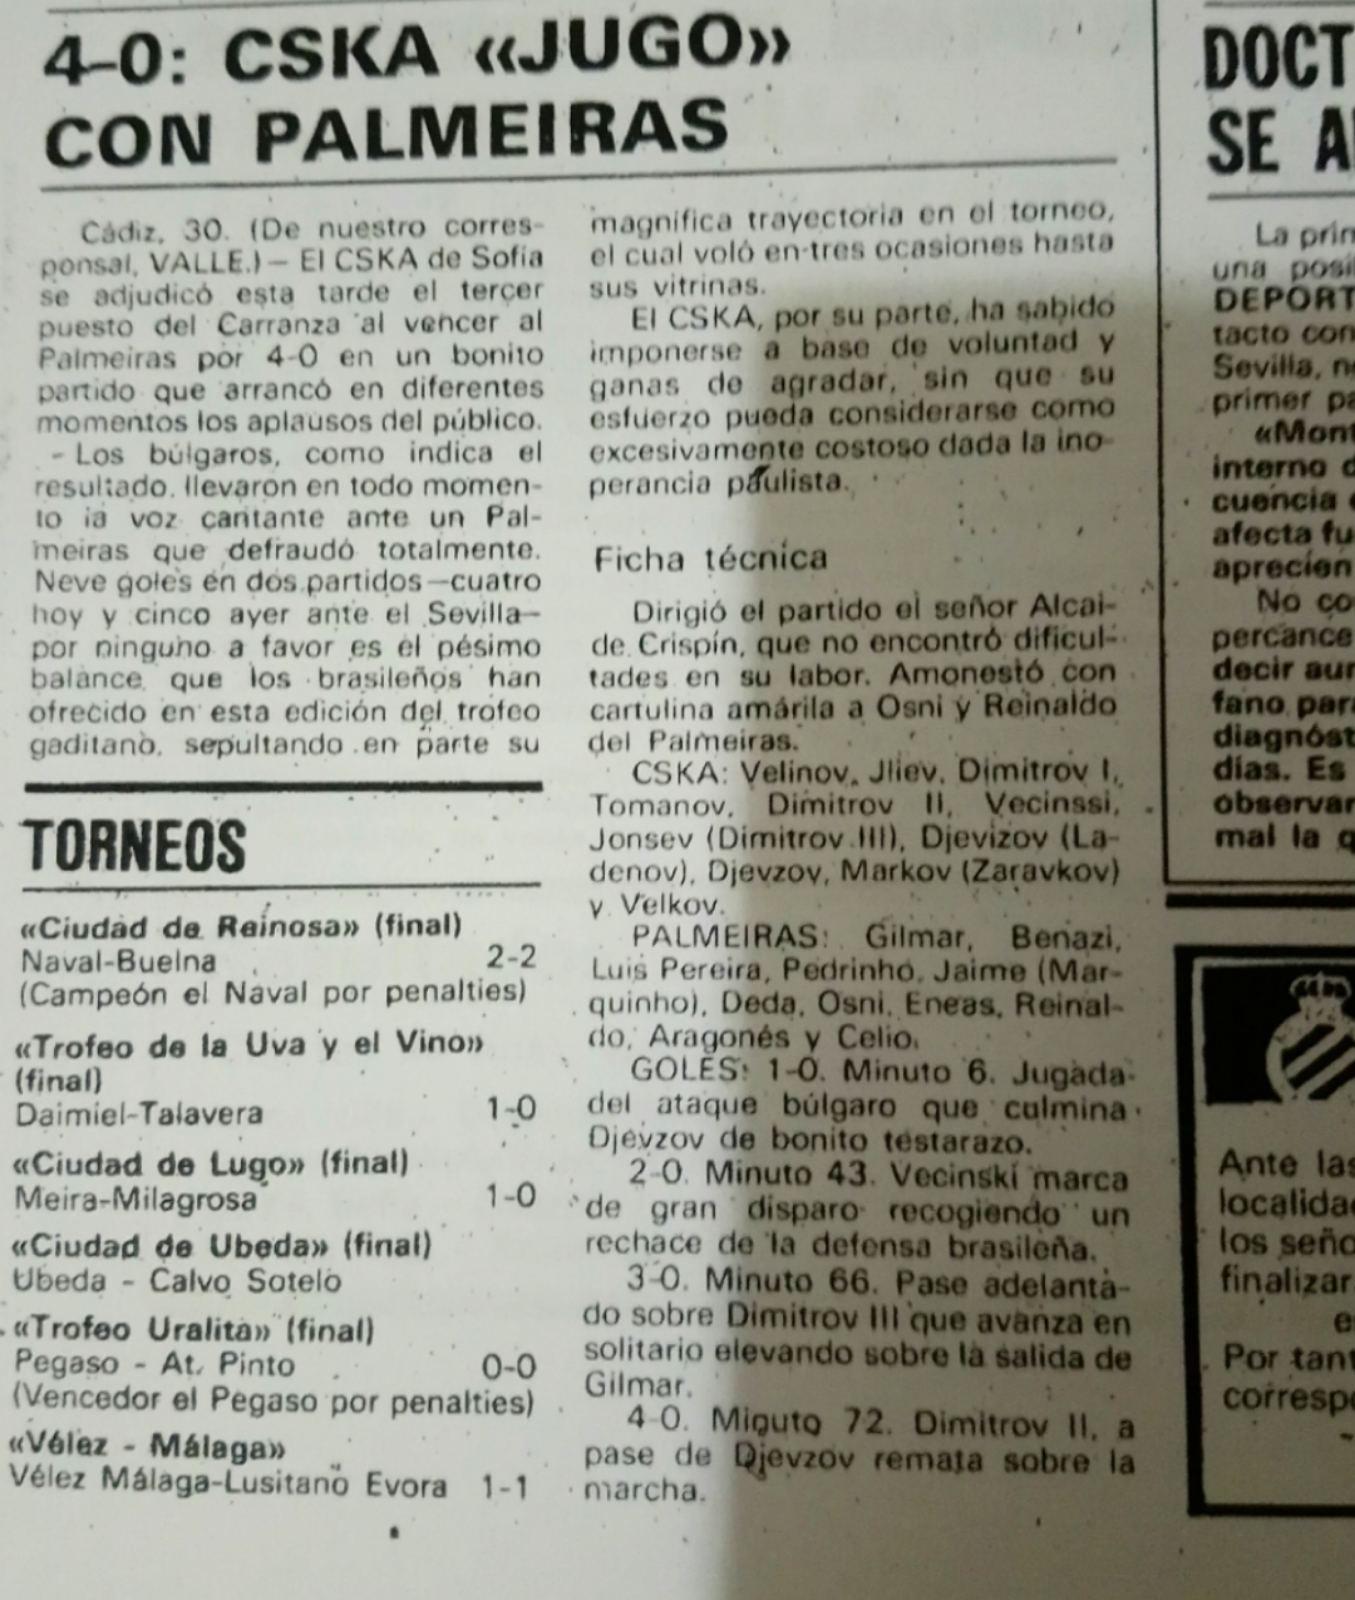 4-0: CSKA «JUGO»
CON PALMEIRAS
Cádiz, 30. (De nuestro corres-
ponsal, VALLE.)— El CSKA de Sofía
se adjudicó esta tarde el tercer
puesto del Carranza al vencer al
Palmeiras por 4-0 en un bonito
partido que arrancó en diferentes
momentos los aplausos del público.
- Los búlgaros, como indica el
resultado, llevaron en todo momen-
to la voz cantante ante un Pal-
meiras que defraudó totalmente.
Neve goles en dos partidos —cuatro
hoy y cinco ayer ante el Sevilla—
por ninguno a favor es el pésimo
balance que los brasileños han
ofrecido en esta edición del trofeo
gaditano, sepultando en parte su
magnífica trayectoria en el torneo,
el cual voló en tres ocasiones hasta
sus vitrinas.
El CSKA, por su parte, ha sabido
imponerse a base de voluntad y
ganas de agradar, sin que su
esfuerzo pueda considerarse como
excesivamente costoso dada la ino-
perancia paulista.
Ficha técnica
Dirigió el partido el señor Alcai-
de Crispín, que no encontró dificul-
tades en su labor. Amonestó con
cartulina amárila a Osni y Reinaldo
del Palmeiras.
CSKA: Velinov, Jliev, Dimitrov I,
Tomanov, Dimitrov II, Vecinssi,
Jonsev (Dimitrov III), Djevizov (La-
denov), Djevzov, Markov (Zaravkov)
y Velkov.
PALMEIRAS: Gilmar, Benazi,
Luis Pereira, Pedrinho, Jaime (Mar-
quinho), Deda, Osni, Eneas, Reinal-
do, Aragonés y Celio.
GOLES: 1-0. Minuto 6. Jugada
del ataque búlgaro que culmina
Djevzov de bonito testarazo.
2-0. Minuto 43. Vecinski marca
de gran disparo recogiendo un
rechace de la defensa brasileña.
3-0. Minuto 66. Pase adelanta-
do sobre Dimitrov III que avanza en
solitario elevando sobre la salida de
Gilmar.
4-0. Minuto 72. Dimitrov II, a
pase de Djevzov remata sobre la
marcha.
TORNEOS
«Ciudad de Reinosa» (final)
Naval-Buelna 2-2
(Campeón el Naval por penalties)
«Trofeo de la Uva y el Vino»
(final)
Daimiel-Talavera 1-0
«Ciudad de Lugo» (final)
Meira-Milagrosa 1-0
«Ciudad de Ubeda» (final)
Ubeda - Calvo Sotelo
«Trofeo Uralita» (final)
Pegaso - At. Pinto 0-0
(Vencedor el Pegaso por penalties)
«Vélez - Málaga»
Vélez Málaga-Lusitano Evora 1-1
DOCT
SE A
La prim
una posi
DEPORT
tacto con
Sevilla, n
primer pa
«Mont
interno d
cuencia
afecta fu
aprecien
No co
percance
decir aun
fano para
diagnóst
días. Es
observar
mal la q
Ante las
localida
los seño
finalizar
e
Por tant
corresp